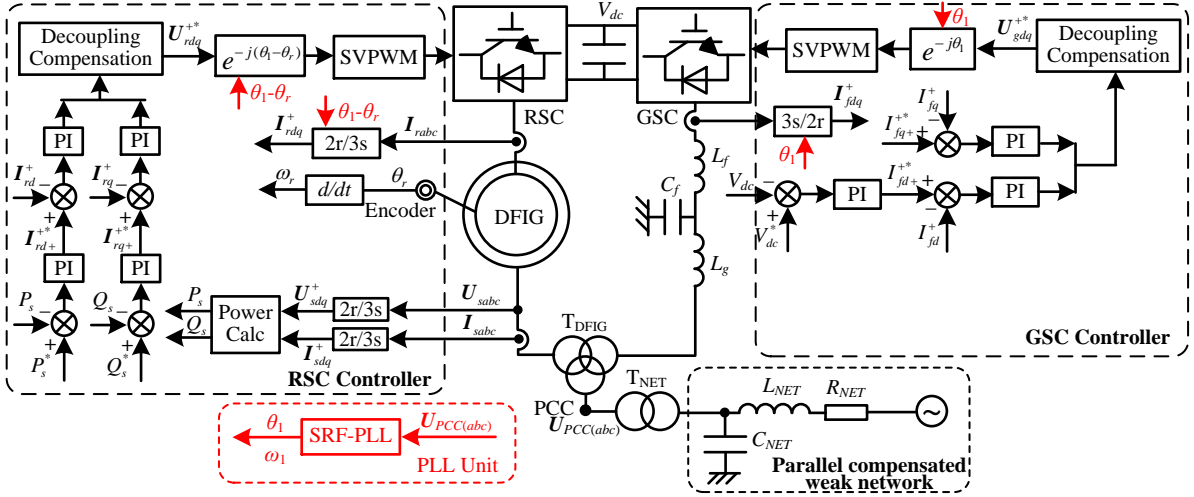 Decoupling
Compensation
U⁺*rdq
e^-j(θ1-θr)
θ1-θr
SVPWM
RSC
Vdc
GSC
SVPWM
e^-jθ1
θ1
U⁺*gdq
Decoupling
Compensation
PI
PI
I⁺rdq
θ1-θr
2r/3s
Irabc
3s/2r
θ1
I⁺fdq
I⁺fq
I⁺*fq+
+
−
PI
I⁺rd
−
+
I⁺rq
−
+
ωr
d/dt
θr
Encoder
DFIG
Cf
Lf
Lg
Vdc
−
+
V*dc
PI
I⁺*fd+
+
−
PI
I⁺fd
I⁺*rd+
I⁺*rq+
PI
PI
Ps
−
+
P*s
Qs
−
+
Q*s
Ps
Qs
Power
Calc
U⁺sdq
2r/3s
Usabc
I⁺sdq
2r/3s
Isabc
RSC Controller
GSC Controller
TDFIG
TNET
PCC
UPCC(abc)
LNET
RNET
CNET
Parallel compensated
weak network
θ1
ω1
SRF-PLL
UPCC(abc)
PLL Unit